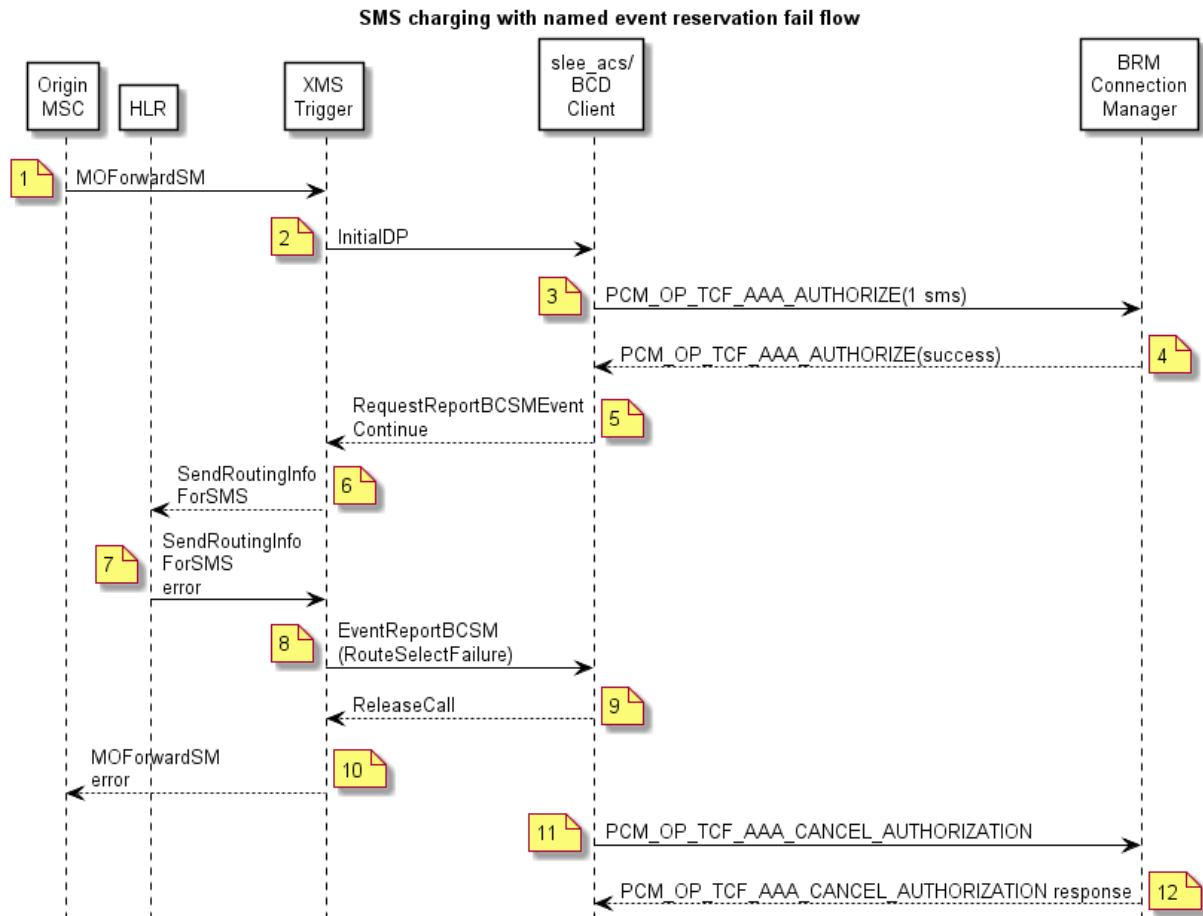 SMS charging with named event reservation fail flow
Origin
MSC
HLR
XMS
Trigger
slee_acs/
BCD
Client
BRM
Connection
Manager
1
MOForwardSM
2
InitialDP
3
PCM_OP_TCF_AAA_AUTHORIZE(1 sms)
PCM_OP_TCF_AAA_AUTHORIZE(success)
4
RequestReportBCSMEvent
Continue
5
SendRoutingInfo
ForSMS
6
7
SendRoutingInfo
ForSMS
error
8
EventReportBCSM
(RouteSelectFailure)
ReleaseCall
9
MOForwardSM
error
10
11
PCM_OP_TCF_AAA_CANCEL_AUTHORIZATION
PCM_OP_TCF_AAA_CANCEL_AUTHORIZATION response
12